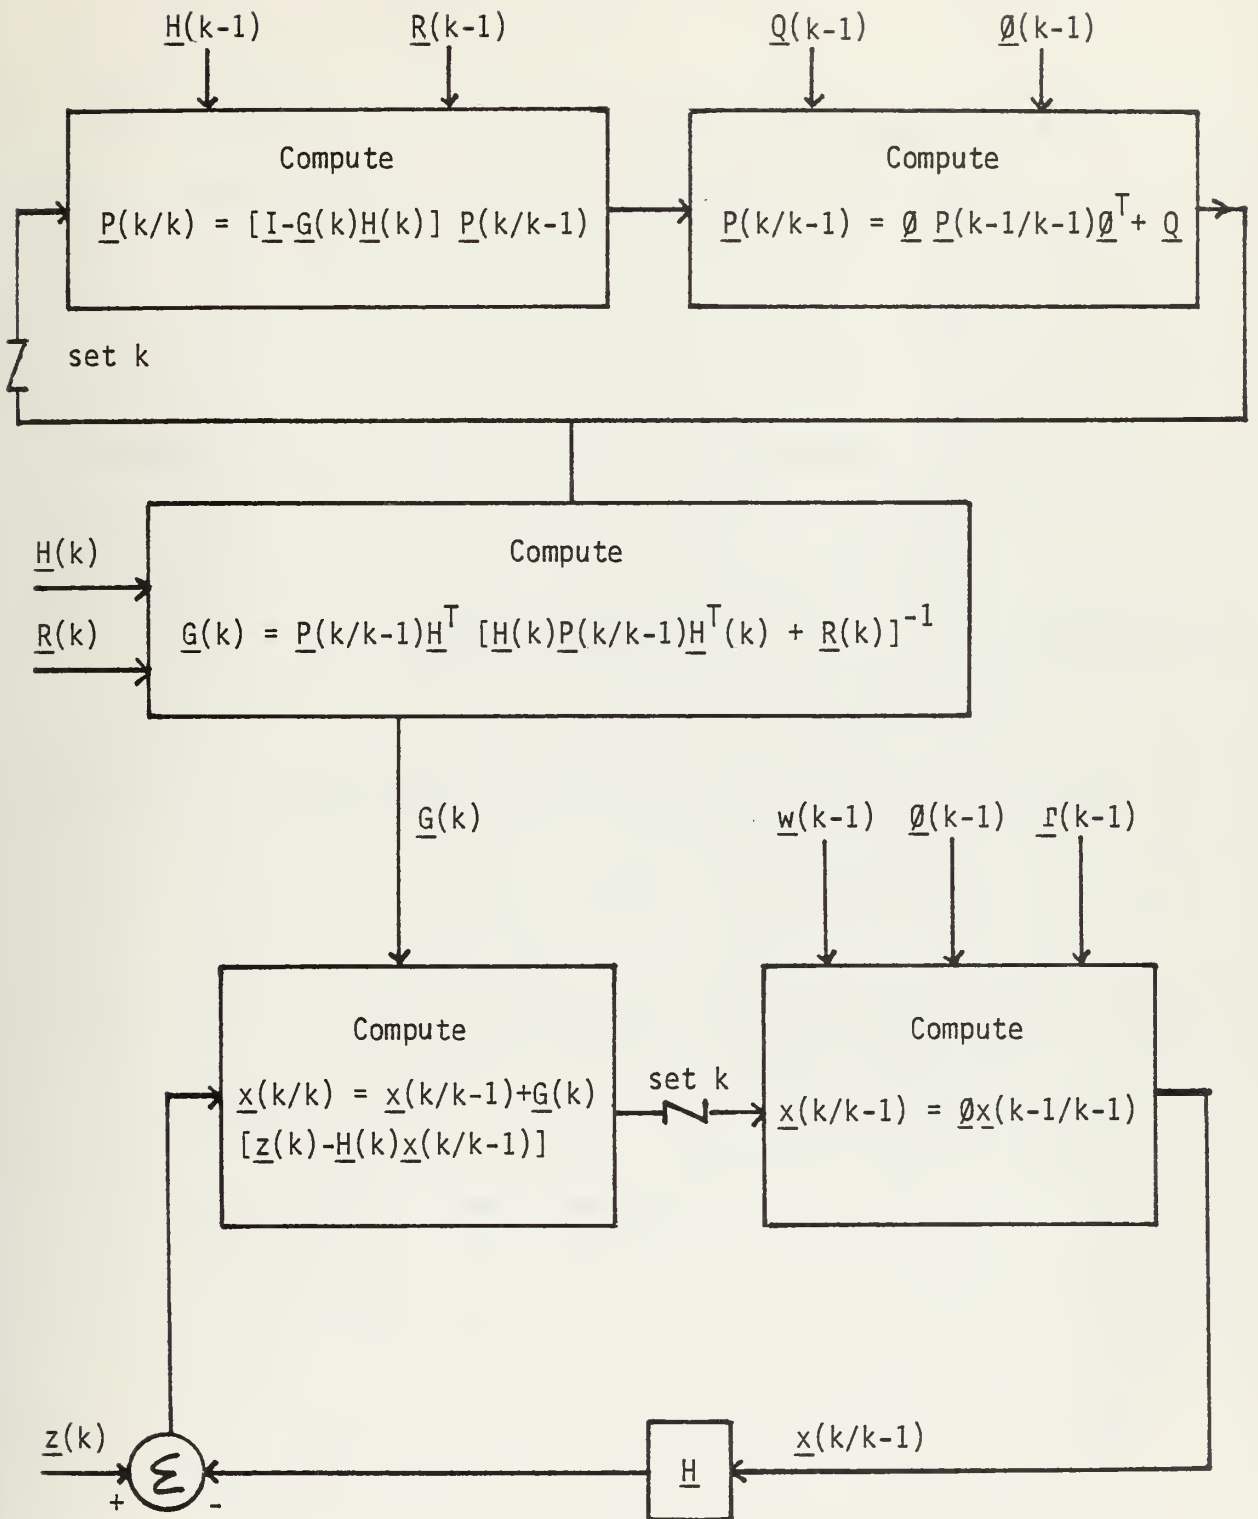 H(k-1) R(k-1) Q(k-1) Ø(k-1)
Compute
P(k/k) = [I-G(k)H(k)] P(k/k-1)
Compute
P(k/k-1) = Ø P(k-1/k-1)Ø^T + Q
set k
H(k)
R(k)
Compute
G(k) = P(k/k-1)H^T [H(k)P(k/k-1)H^T(k) + R(k)]^-1
G(k)
w(k-1) Ø(k-1) Γ(k-1)
Compute
x(k/k) = x(k/k-1)+G(k)
[z(k)-H(k)x(k/k-1)]
set k
Compute
x(k/k-1) = Øx(k-1/k-1)
z(k)
+
Σ
-
H
x(k/k-1)